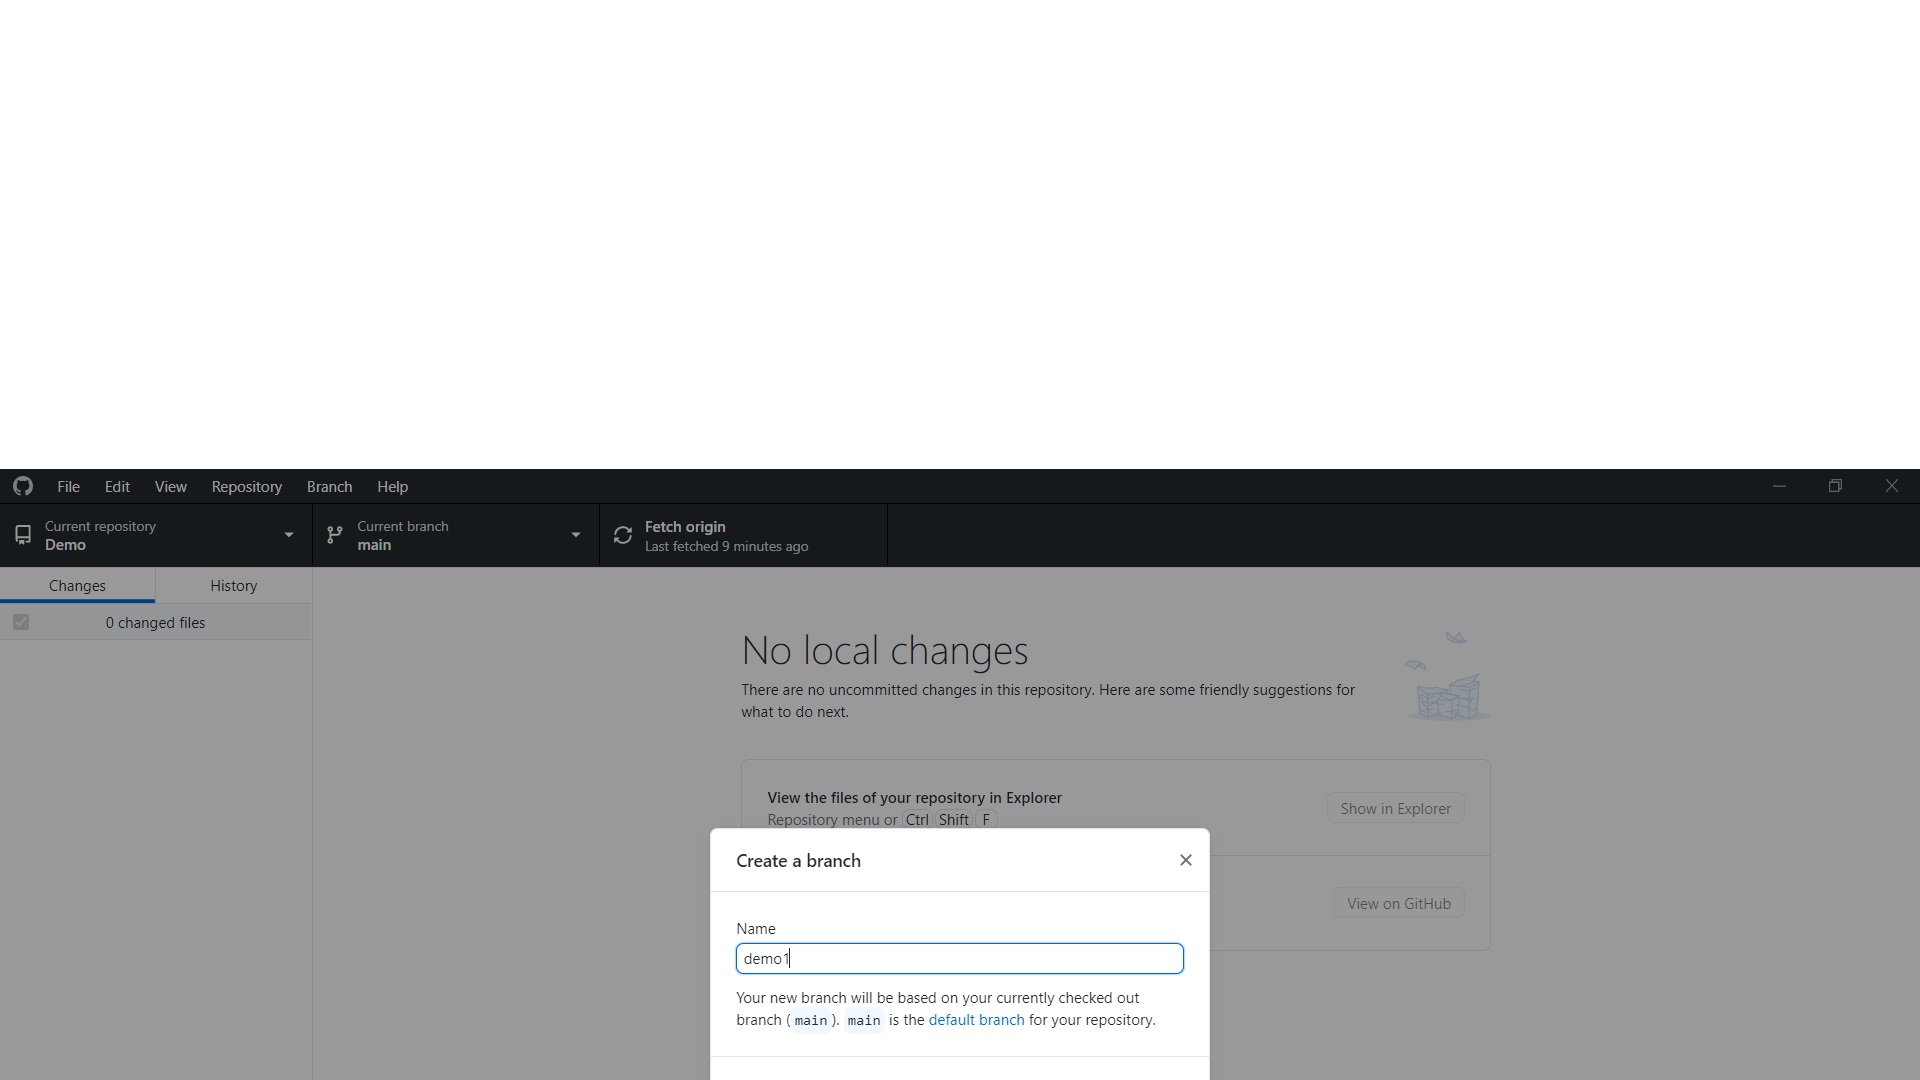 File Edit View Repository Branch Help
Current repository
Demo
Current branch
main
Fetch origin
Last fetched 9 minutes ago
Changes
History
0 changed files
No local changes
There are no uncommitted changes in this repository. Here are some friendly suggestions for
what to do next.
View the files of your repository in Explorer
Repository menu or Ctrl Shift F
Show in Explorer
View on GitHub
Create a branch
Name
demo1
Your new branch will be based on your currently checked out
branch (main). main is the default branch for your repository.